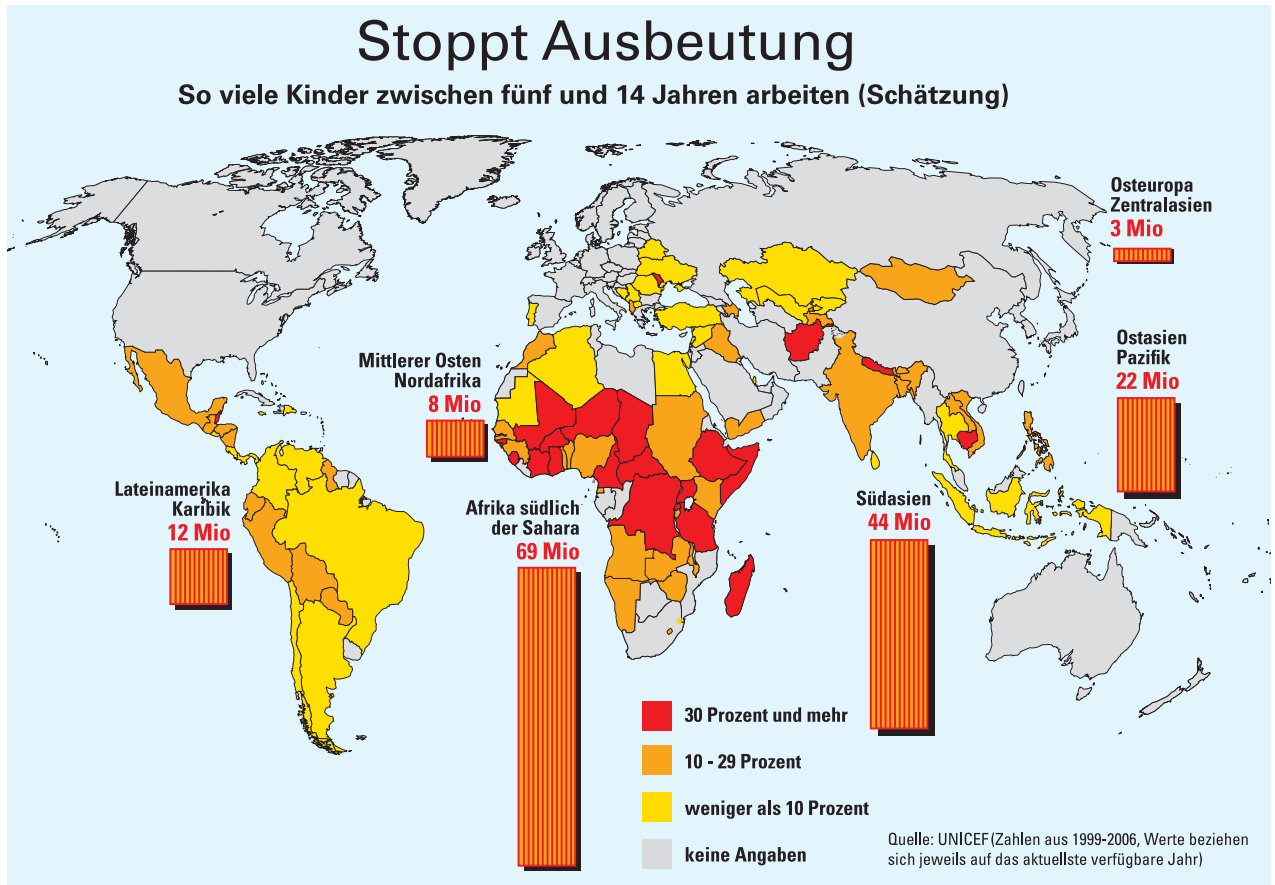 Stoppt Ausbeutung
So viele Kinder zwischen fünf und 14 Jahren arbeiten (Schätzung)
Osteuropa
Zentralasien
3 Mio
Ostasien
Pazifik
22 Mio
Mittlerer Osten
Nordafrika
8 Mio
Lateinamerika
Karibik
12 Mio
Afrika südlich
der Sahara
69 Mio
Südasien
44 Mio
30 Prozent und mehr
10 - 29 Prozent
weniger als 10 Prozent
keine Angaben
Quelle: UNICEF (Zahlen aus 1999-2006, Werte beziehen
sich jeweils auf das aktuellste verfügbare Jahr)